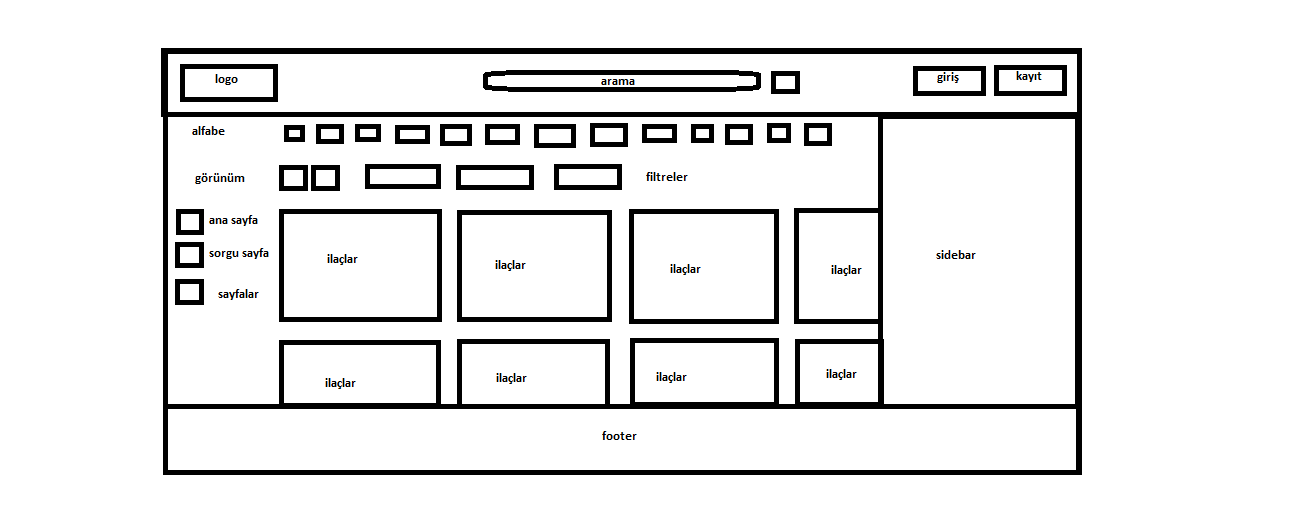 logo
arama
giriş
kayıt
alfabe
görünüm
filtreler
ana sayfa
sorgu sayfa
sayfalar
ilaçlar
ilaçlar
ilaçlar
ilaçlar
sidebar
ilaçlar
ilaçlar
ilaçlar
ilaçlar
footer